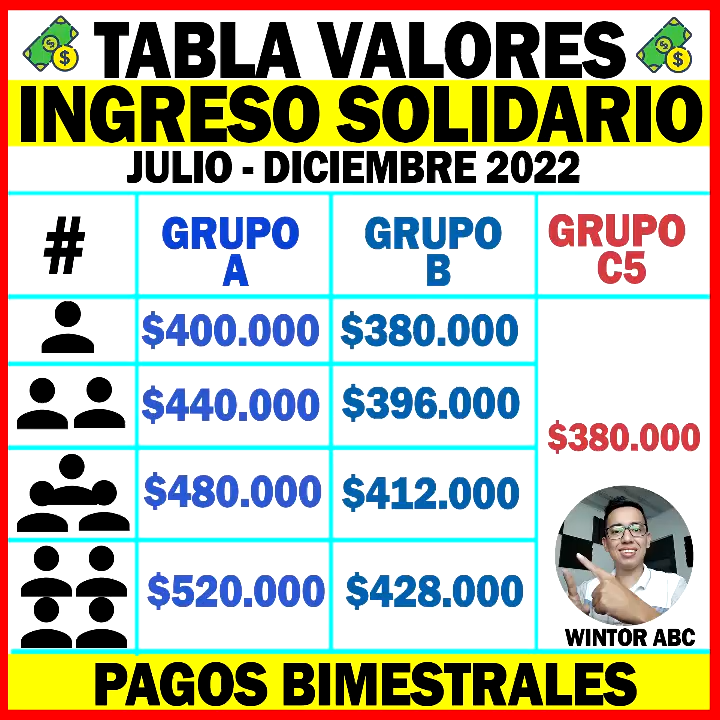 TABLA VALORES
INGRESO SOLIDARIO
JULIO - DICIEMBRE 2022
# GRUPO A GRUPO B GRUPO C5
$400.000 $380.000
$440.000 $396.000
$380.000
$480.000 $412.000
$520.000 $428.000
WINTOR ABC
PAGOS BIMESTRALES